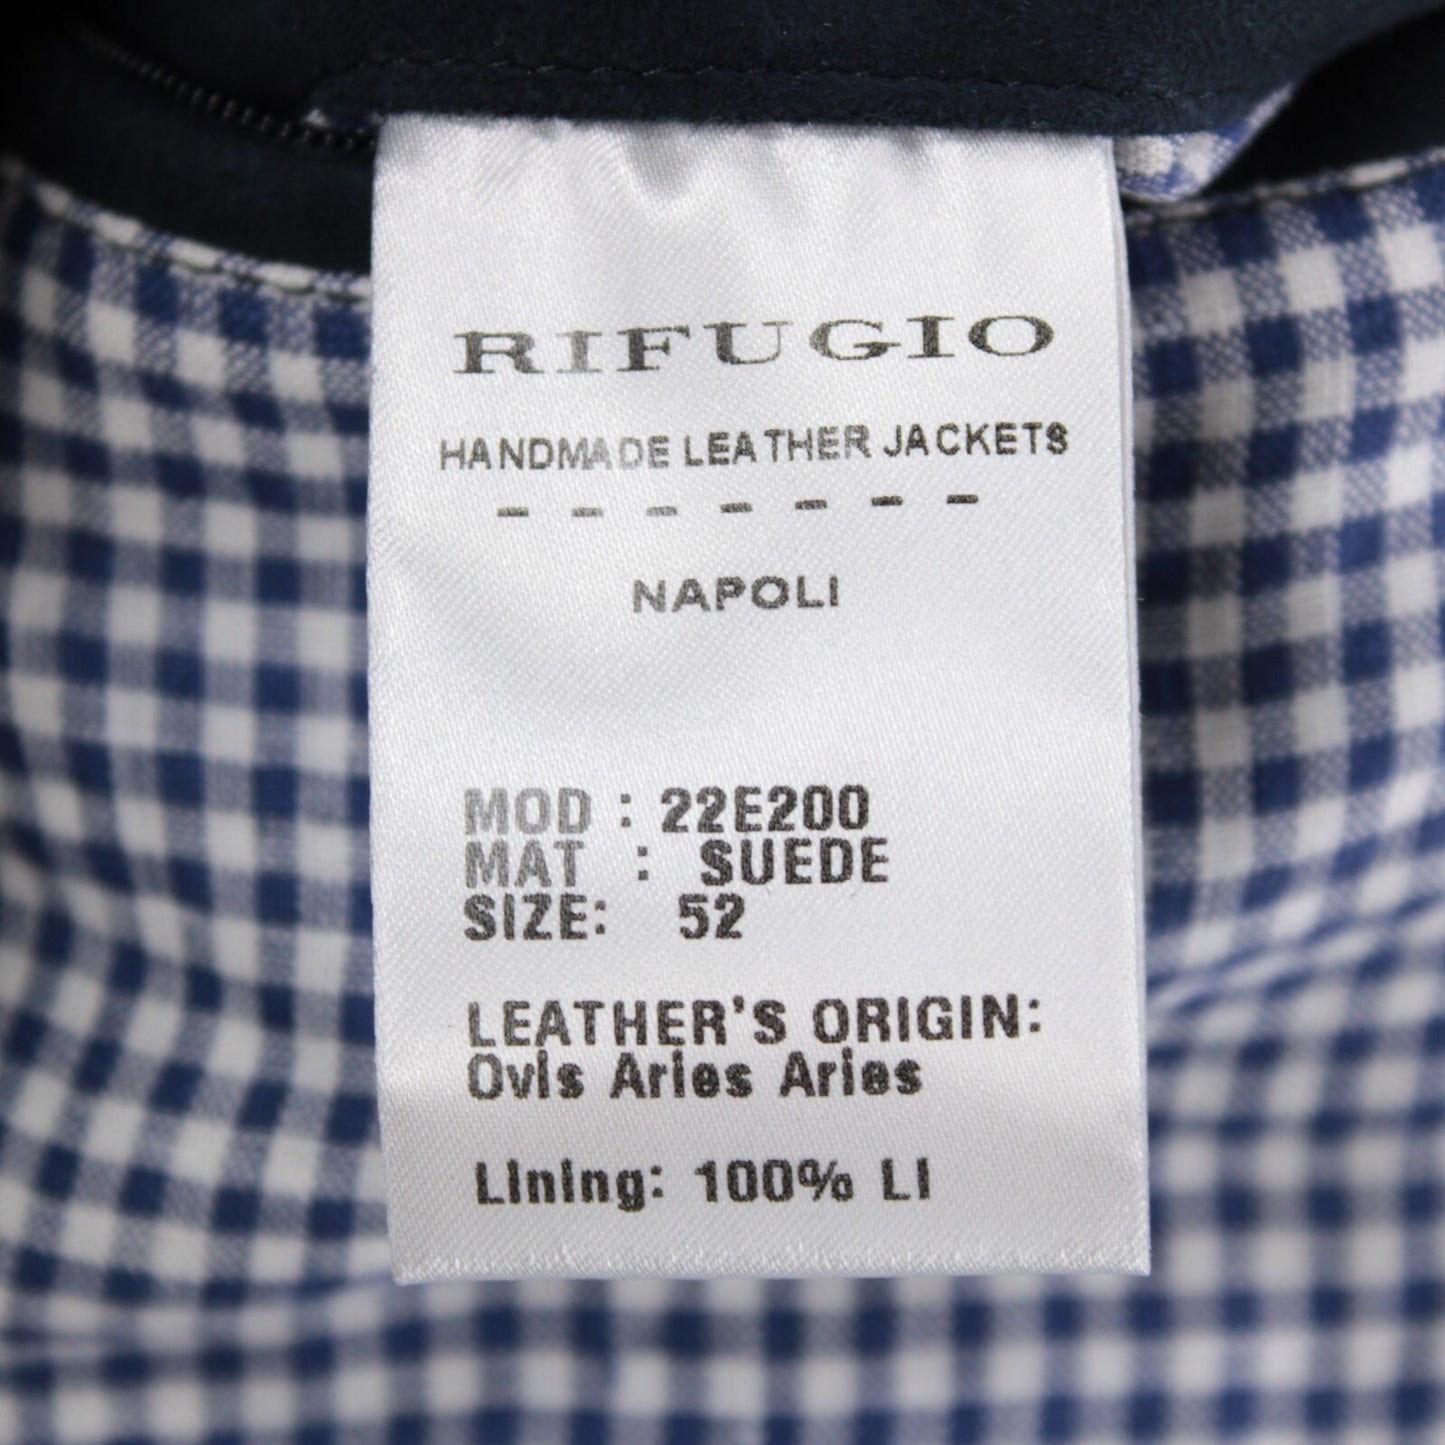 RIFUGIO
HANDMADE LEATHER JACKETS
- - - - - - -
NAPOLI
MOD : 22E200
MAT : SUEDE
SIZE: 52
LEATHER'S ORIGIN:
Ovis Aries Aries
Lining: 100% LI